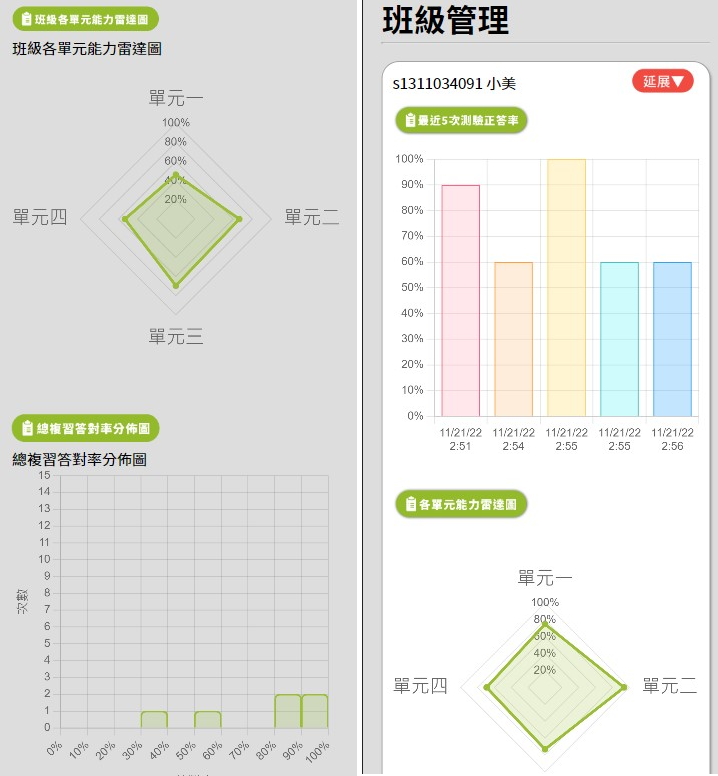 班級各單元能力雷達圖
班級各單元能力雷達圖
單元一
100%
80%
60%
40%
20%
單元四
單元二
單元三
總複習答對率分佈圖
總複習答對率分佈圖
15
14
13
12
11
10
9
8
7
6
5
4
3
2
1
0
次數
0% 10% 20% 30% 40% 50% 60% 70% 80% 90% 100%
班級管理
s1311034091 小美
延展▼
最近5次測驗正答率
100%
90%
80%
70%
60%
50%
40%
30%
20%
10%
0%
11/21/22 11/21/22 11/21/22 11/21/22 11/21/22
2:51 2:54 2:55 2:55 2:56
各單元能力雷達圖
單元一
100%
80%
60%
40%
20%
單元四
單元二